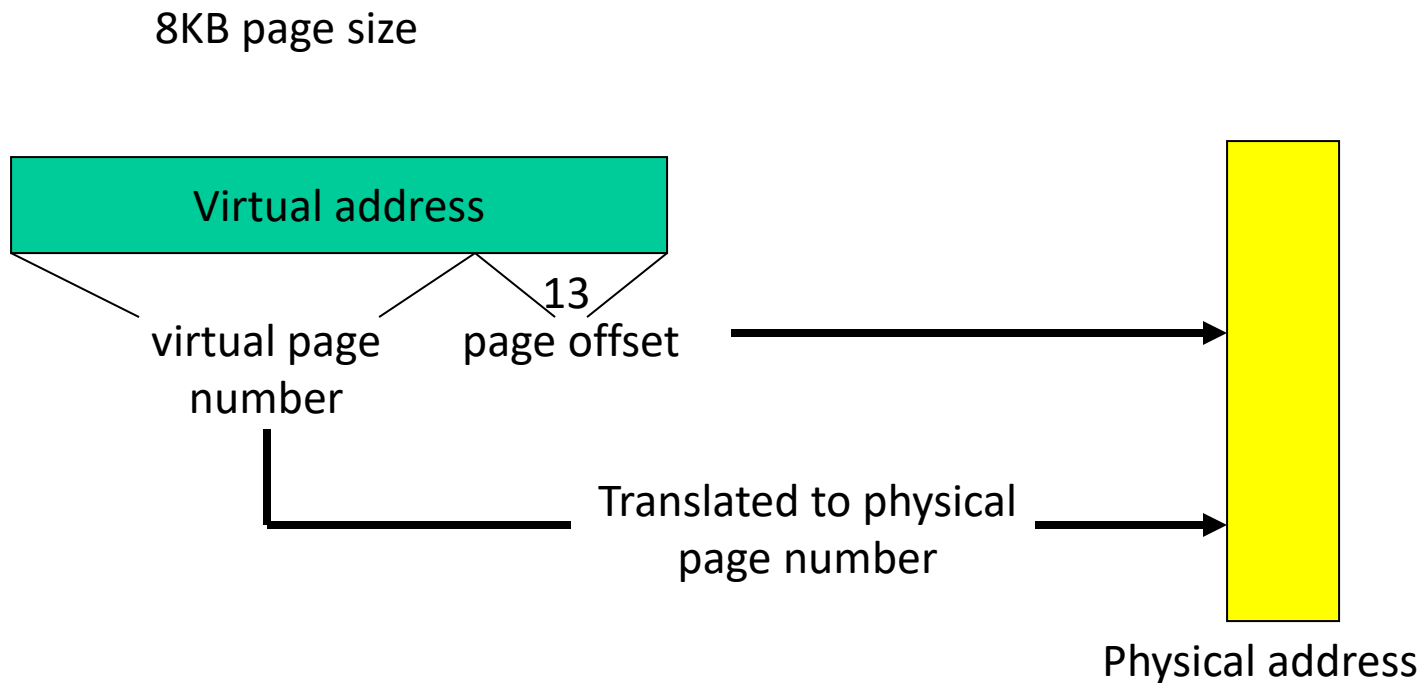 8KB page size
Virtual address
13
virtual page
number
page offset
Translated to physical
page number
Physical address